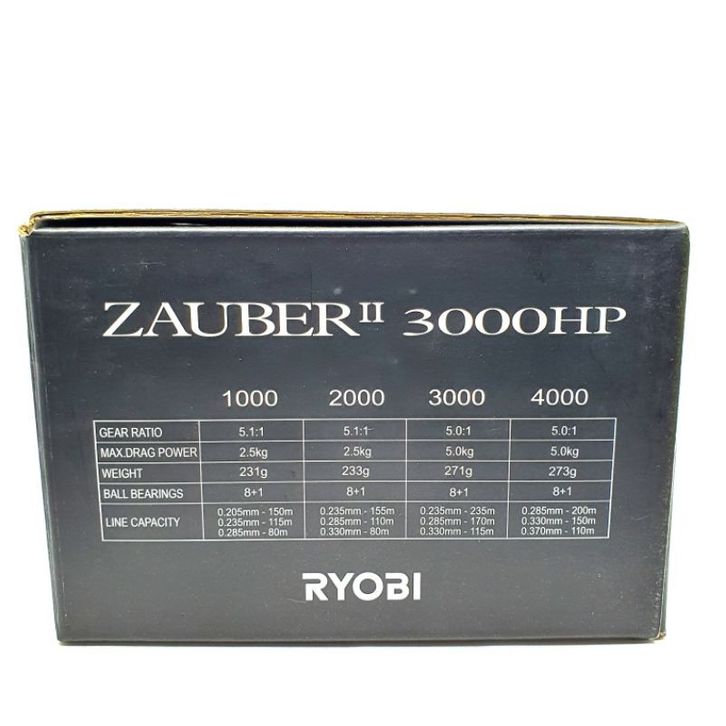 ZAUBER II 3000HP
1000 2000 3000 4000
GEAR RATIO 5.1:1 5.1:1 5.0:1 5.0:1
MAX.DRAG POWER 2.5kg 2.5kg 5.0kg 5.0kg
WEIGHT 231g 233g 271g 273g
BALL BEARINGS 8+1 8+1 8+1 8+1
0.205mm - 150m 0.235mm - 155m 0.235mm - 235m 0.285mm - 200m
LINE CAPACITY 0.235mm - 115m 0.285mm - 110m 0.285mm - 170m 0.330mm - 150m
0.285mm - 80m 0.330mm - 80m 0.330mm - 115m 0.370mm - 110m
RYOBI